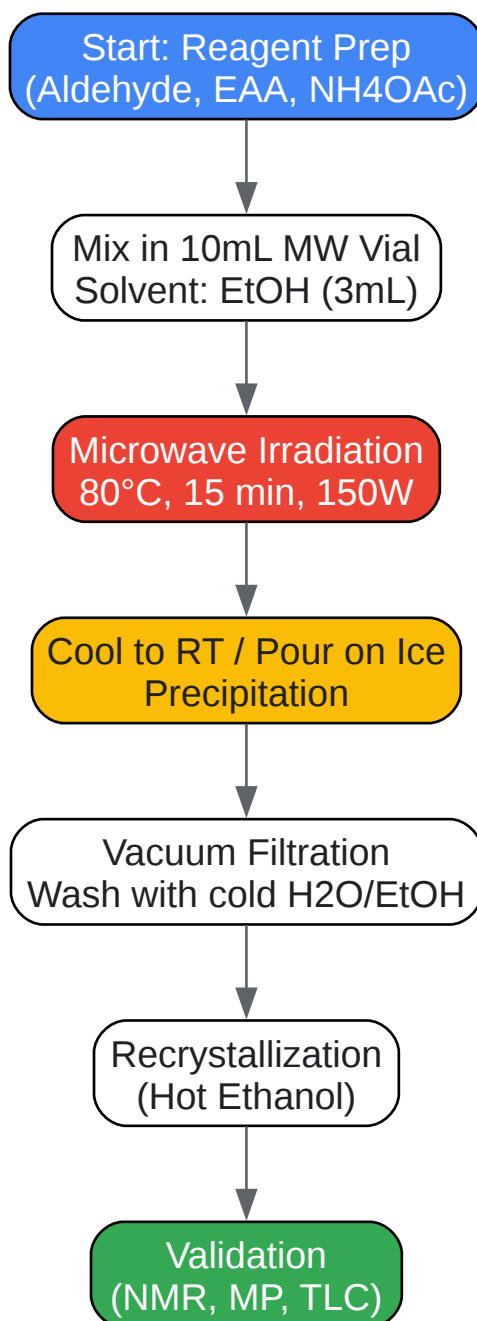 Start: Reagent Prep
(Aldehyde, EAA, NH4OAc)
Mix in 10mL MW Vial
Solvent: EtOH (3mL)
Microwave Irradiation
80°C, 15 min, 150W
Cool to RT / Pour on Ice
Precipitation
Vacuum Filtration
Wash with cold H2O/EtOH
Recrystallization
(Hot Ethanol)
Validation
(NMR, MP, TLC)